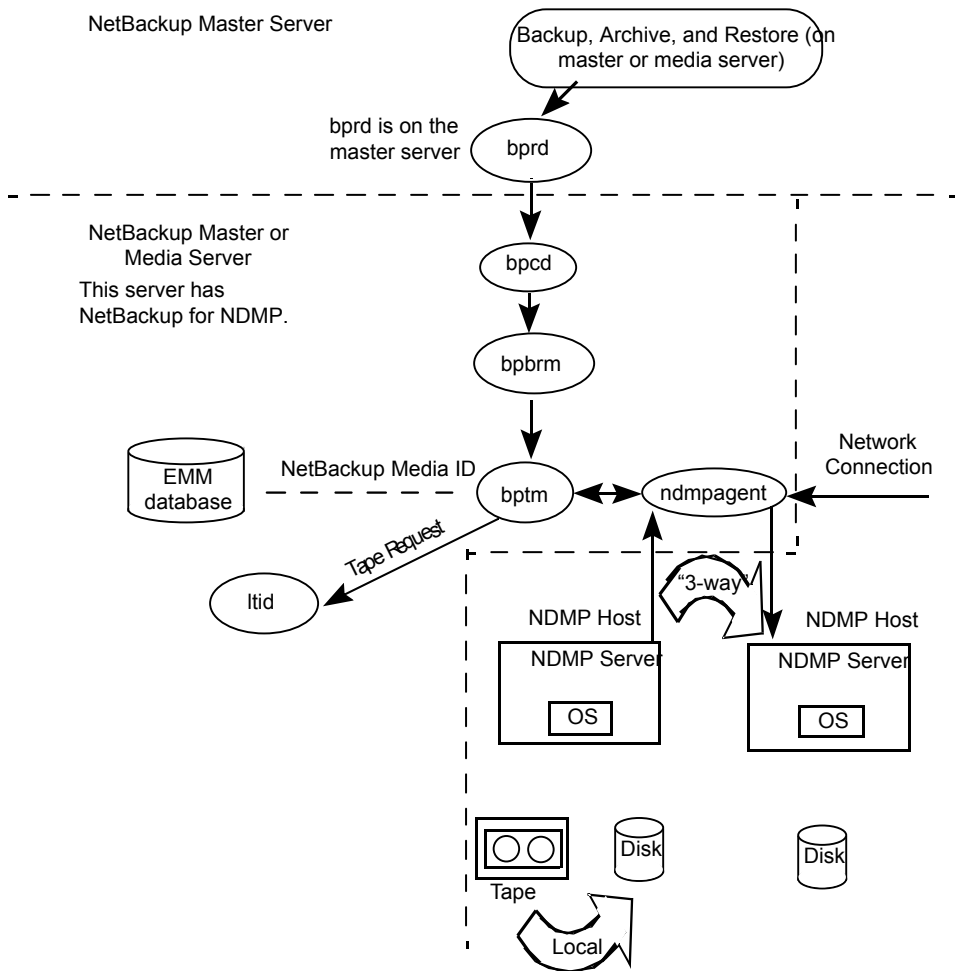 NetBackup Master Server
Backup, Archive, and Restore (on
master or media server)
bprd is on the
master server
bprd
NetBackup Master or
Media Server
This server has
NetBackup for NDMP.
bpcd
bpbrm
Network
Connection
EMM
database
NetBackup Media ID
bptm
ndmpagent
Tape Request
ltid
“3-way”
NDMP Host
NDMP Host
NDMP Server
NDMP Server
OS
OS
Tape
Disk
Disk
Local